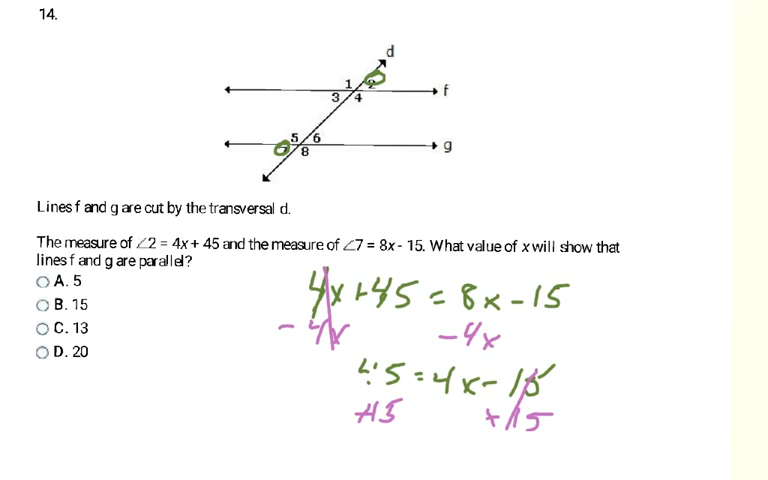 14.
d
1 2
f
3 4
5 6
7
g
8
Lines f and g are cut by the transversal d.
The measure of ∠2 = 4x + 45 and the measure of ∠7 = 8x - 15. What value of x will show that
lines f and g are parallel?
A. 5
B. 15
C. 13
D. 20
4x+45 = 8x-15
-4x -4x
45 = 4x-15
+15 +15